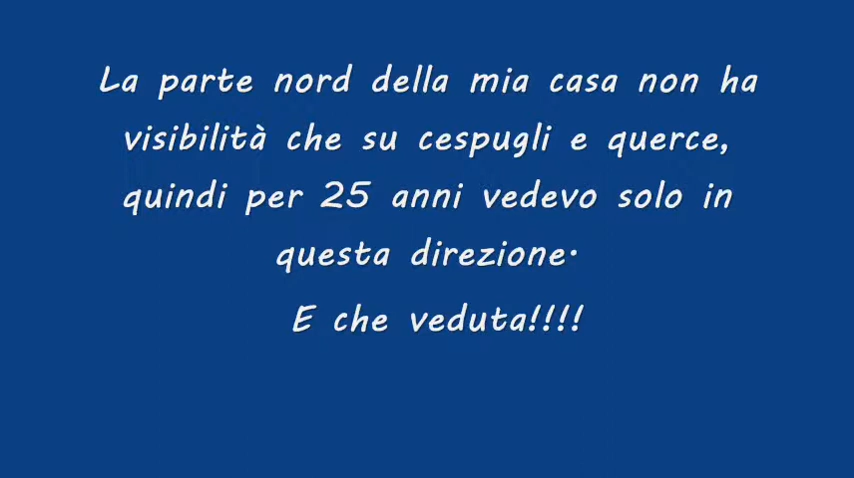 La parte nord della mia casa non ha
visibilità che su cespugli e querce,
quindi per 25 anni vedevo solo in
questa direzione.
E che veduta!!!!